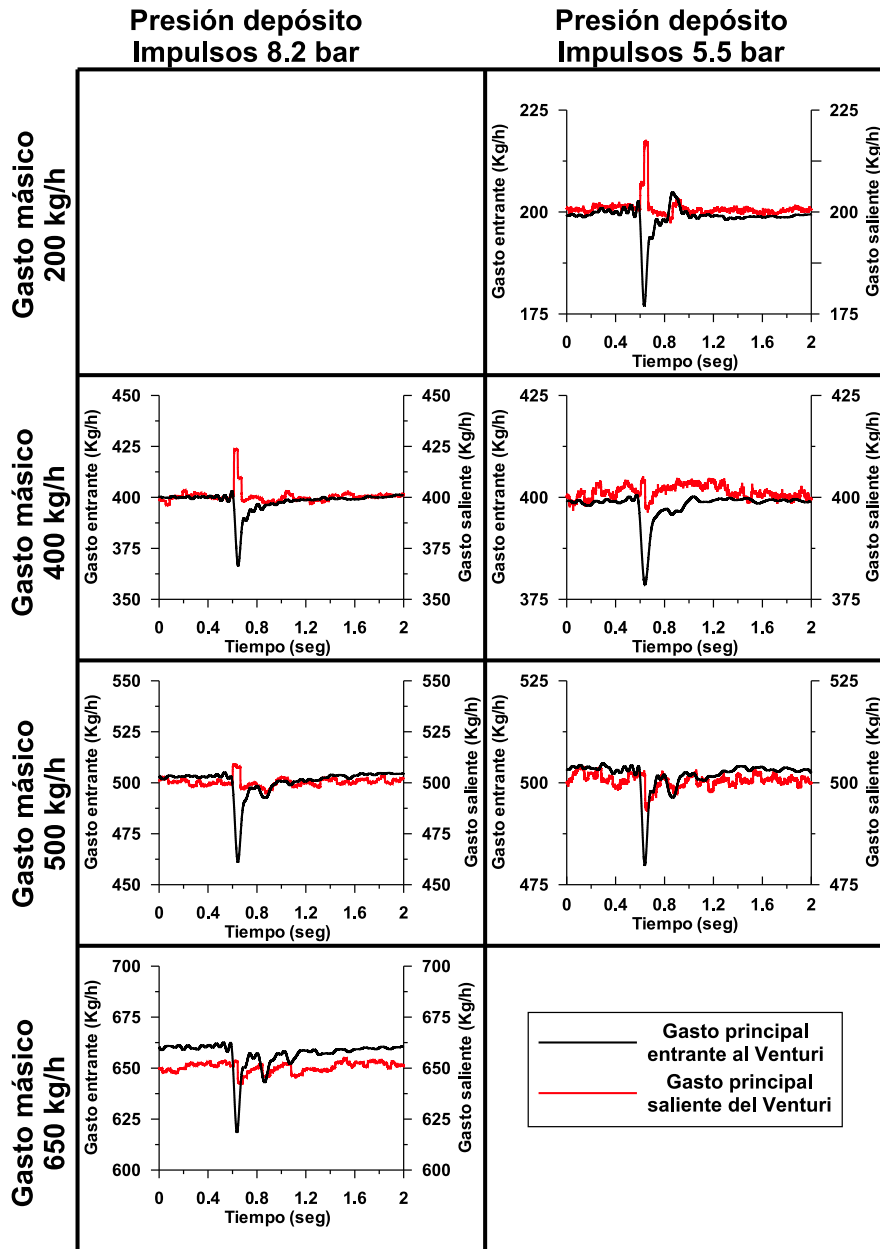 Presión depósito
Impulsos 8.2 bar
Presión depósito
Impulsos 5.5 bar
Gasto másico
200 kg/h
Gasto entrante (Kg/h)
225
200
175
225
200
175
Gasto saliente (Kg/h)
0 0.4 0.8 1.2 1.6 2
Tiempo (seg)
Gasto másico
400 kg/h
Gasto entrante (Kg/h)
450
425
400
375
350
450
425
400
375
350
Gasto saliente (Kg/h)
0 0.4 0.8 1.2 1.6 2
Tiempo (seg)
Gasto entrante (Kg/h)
425
400
375
425
400
375
Gasto saliente (Kg/h)
0 0.4 0.8 1.2 1.6 2
Tiempo (seg)
Gasto másico
500 kg/h
Gasto entrante (Kg/h)
550
525
500
475
450
550
525
500
475
450
Gasto saliente (Kg/h)
0 0.4 0.8 1.2 1.6 2
Tiempo (seg)
Gasto entrante (Kg/h)
525
500
475
525
500
475
Gasto saliente (Kg/h)
0 0.4 0.8 1.2 1.6 2
Tiempo (seg)
Gasto másico
650 kg/h
Gasto entrante (Kg/h)
700
675
650
625
600
700
675
650
625
600
Gasto saliente (Kg/h)
0 0.4 0.8 1.2 1.6 2
Tiempo (seg)
Gasto principal
entrante al Venturi
Gasto principal
saliente del Venturi